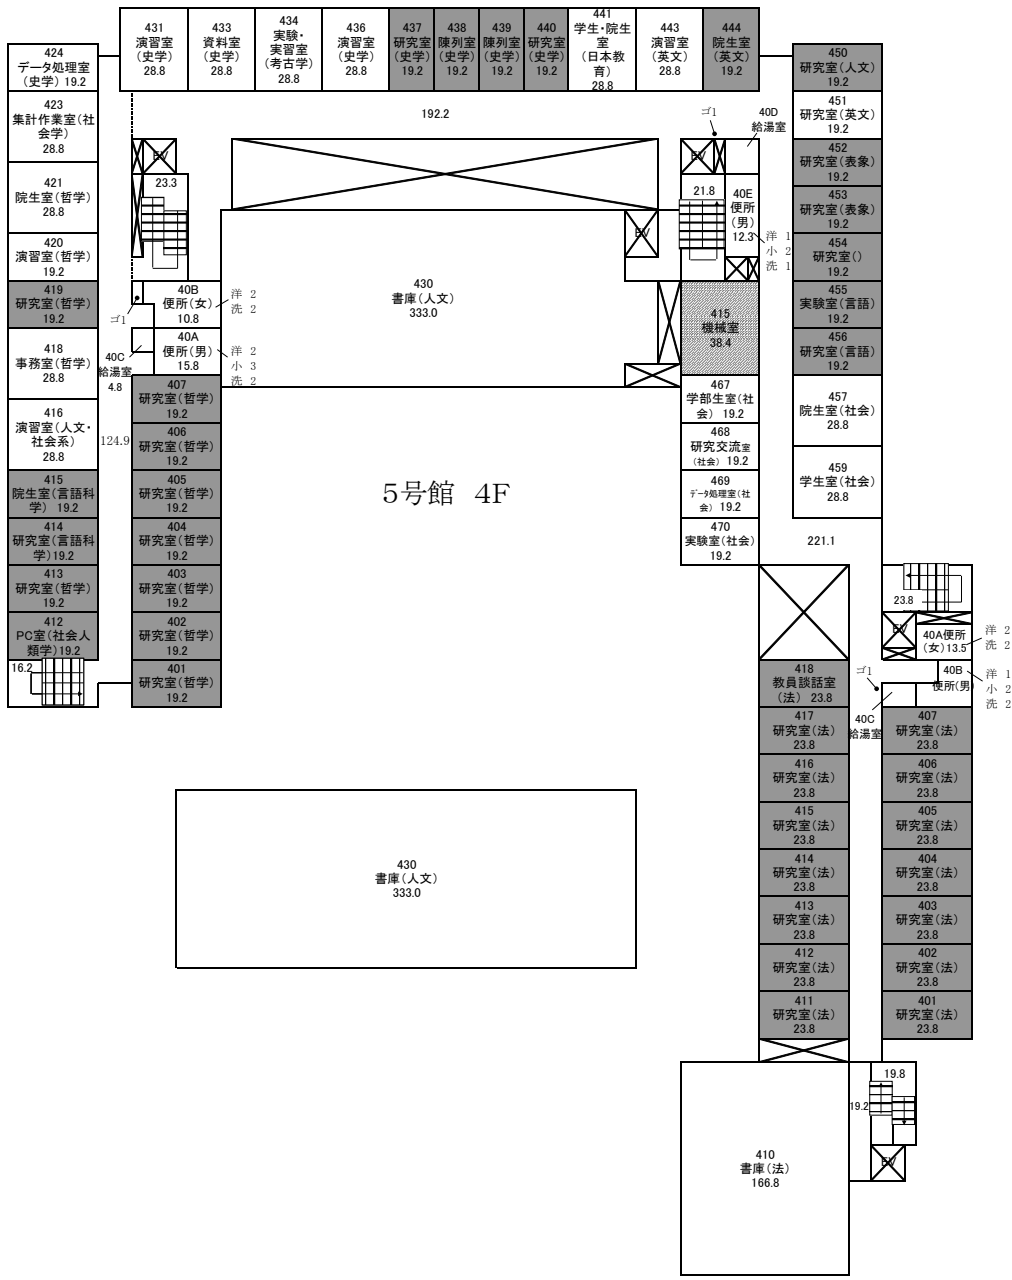 431
演習室
(史学)
28.8
433
資料室
(史学)
28.8
434
実験・
実習室
(考古学)
28.8
436
演習室
(史学)
28.8
437
研究室
(史学)
19.2
438
陳列室
(史学)
19.2
439
陳列室
(史学)
19.2
440
研究室
(史学)
19.2
441
学生・院生
室
(日本教
育)
28.8
443
演習室
(英文)
28.8
444
院生室
(英文)
19.2
424
データ処理室
(史学) 19.2
423
集計作業室(社
会学)
28.8
421
院生室(哲学)
28.8
420
演習室(哲学)
19.2
419
研究室(哲学)
19.2
418
事務室(哲学)
28.8
416
演習室(人文・
社会系)
28.8
415
院生室(言語科
学) 19.2
414
研究室(言語科
学)19.2
413
研究室(哲学)
19.2
412
PC室(社会人
類学)19.2
16.2
192.2
EV
23.3
40B
便所(女)
10.8
洋 2
洗 2
ゴ1
40A
便所(男)
15.8
洋 2
小 3
洗 2
40C
給湯室
4.8
124.9
407
研究室(哲学)
19.2
406
研究室(哲学)
19.2
405
研究室(哲学)
19.2
404
研究室(哲学)
19.2
403
研究室(哲学)
19.2
402
研究室(哲学)
19.2
401
研究室(哲学)
19.2
430
書庫(人文)
333.0
EV
ゴ1
40D
給湯室
EV
21.8
40E
便所
(男)
12.3
洋 1
小 2
洗 1
415
機械室
38.4
467
学部生室(社
会) 19.2
468
研究交流室
(社会) 19.2
469
データ処理室(社
会) 19.2
470
実験室(社会)
19.2
450
研究室(人文)
19.2
451
研究室(英文)
19.2
452
研究室(表象)
19.2
453
研究室(表象)
19.2
454
研究室()
19.2
455
実験室(言語)
19.2
456
研究室(言語)
19.2
457
院生室(社会)
28.8
459
学生室(社会)
28.8
221.1
5号館 4F
23.8
EV
40A便所
(女)13.5
洋 2
洗 2
40B
便所(男)
洋 1
小 2
洗 2
ゴ1
40C
給湯室
418
教員談話室
(法) 23.8
417
研究室(法)
23.8
416
研究室(法)
23.8
415
研究室(法)
23.8
414
研究室(法)
23.8
413
研究室(法)
23.8
412
研究室(法)
23.8
411
研究室(法)
23.8
407
研究室(法)
23.8
406
研究室(法)
23.8
405
研究室(法)
23.8
404
研究室(法)
23.8
403
研究室(法)
23.8
402
研究室(法)
23.8
401
研究室(法)
23.8
430
書庫(人文)
333.0
19.8
19.2
EV
410
書庫(法)
166.8